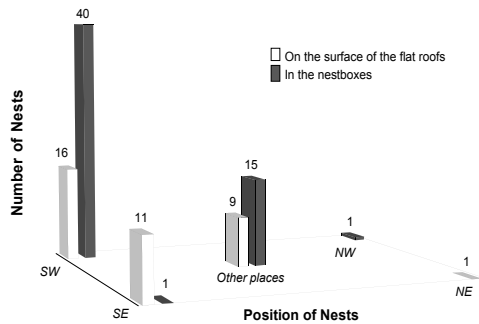 40
On the surface of the flat roofs
In the nestboxes
Number of Nests
16
15
11
9
1
1
1
SW
NW
Other places
NE
SE
Position of Nests